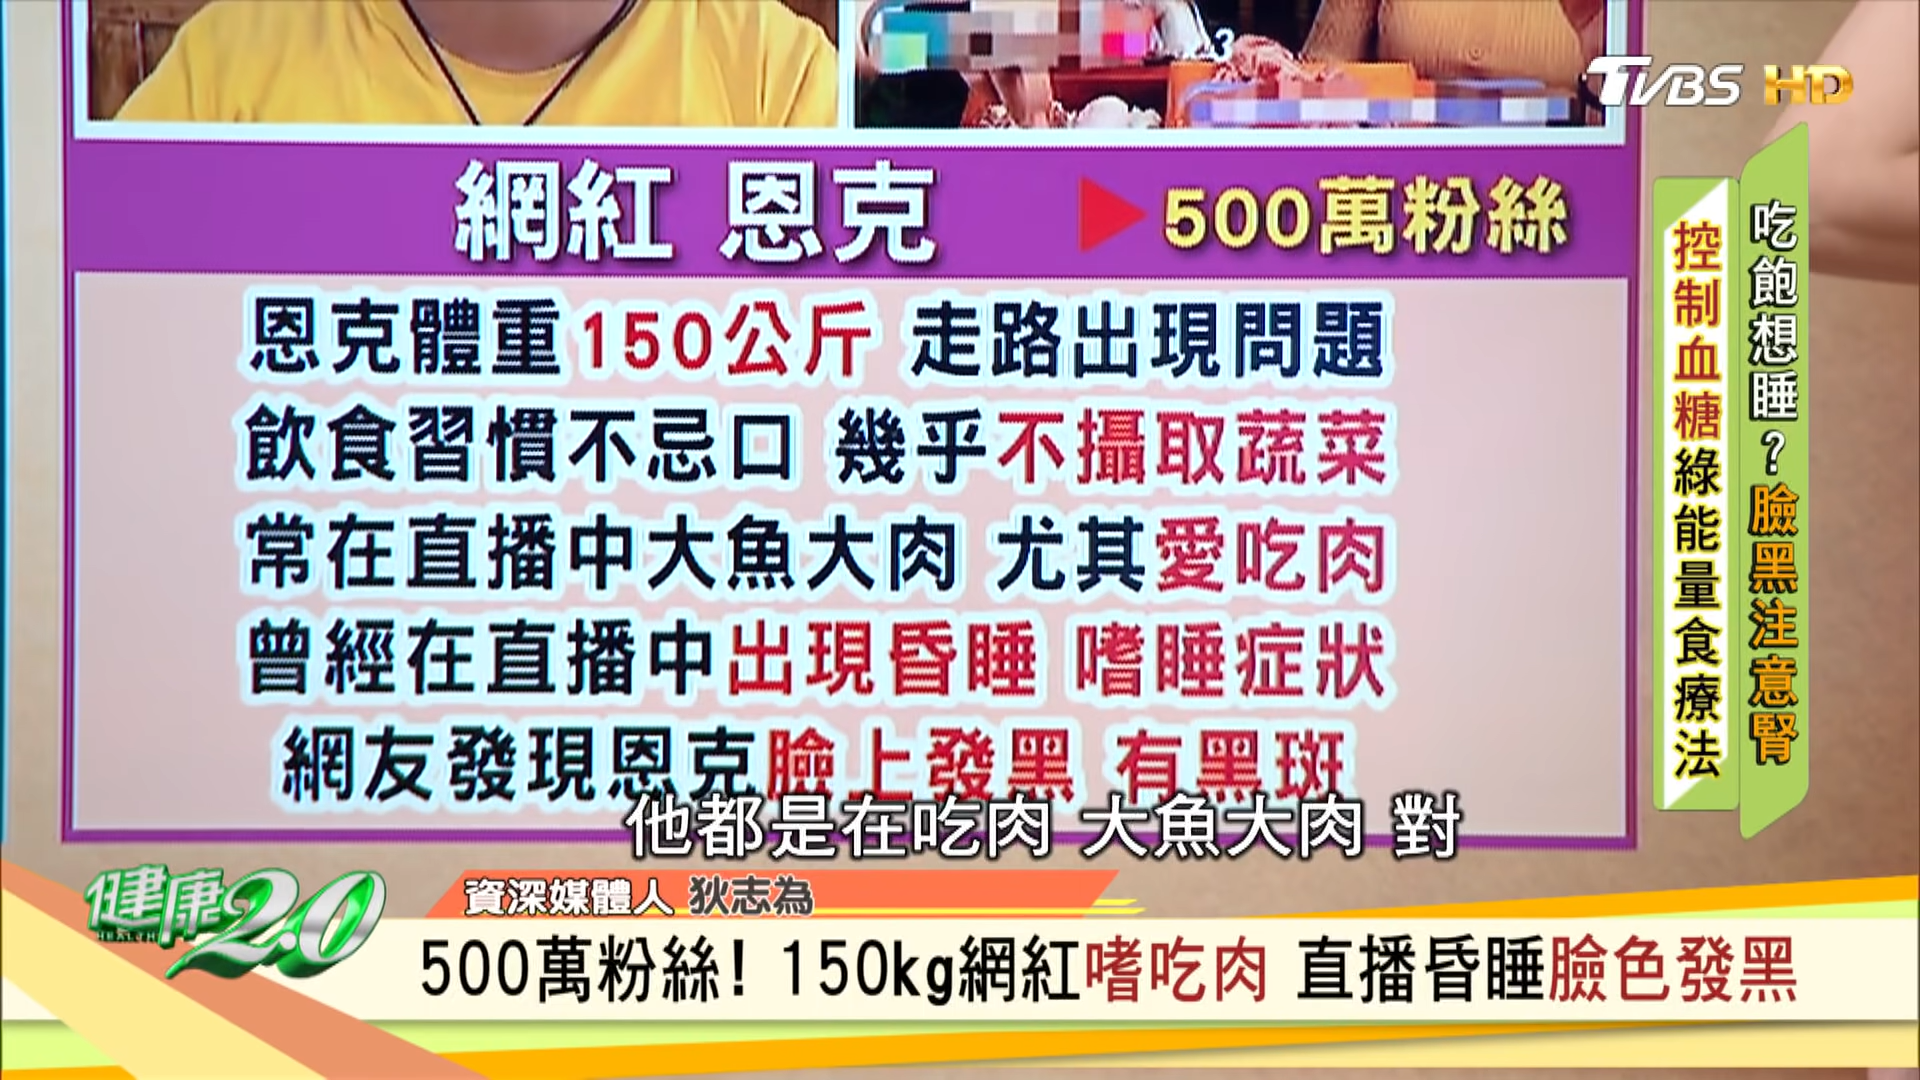 3
TVBS HD
網紅 恩克 500萬粉絲
恩克體重150公斤 走路出現問題
飲食習慣不忌口 幾乎不攝取蔬菜
常在直播中大魚大肉 尤其愛吃肉
曾經在直播中出現昏睡 嗜睡症狀
網友發現恩克臉上發黑 有黑斑
吃飽想睡？臉黑注意腎
控制血糖綠能量食療法
他都是在吃肉 大魚大肉 對
健康2.0
HEALTH
資深媒體人 狄志為
500萬粉絲! 150kg網紅嗜吃肉 直播昏睡臉色發黑